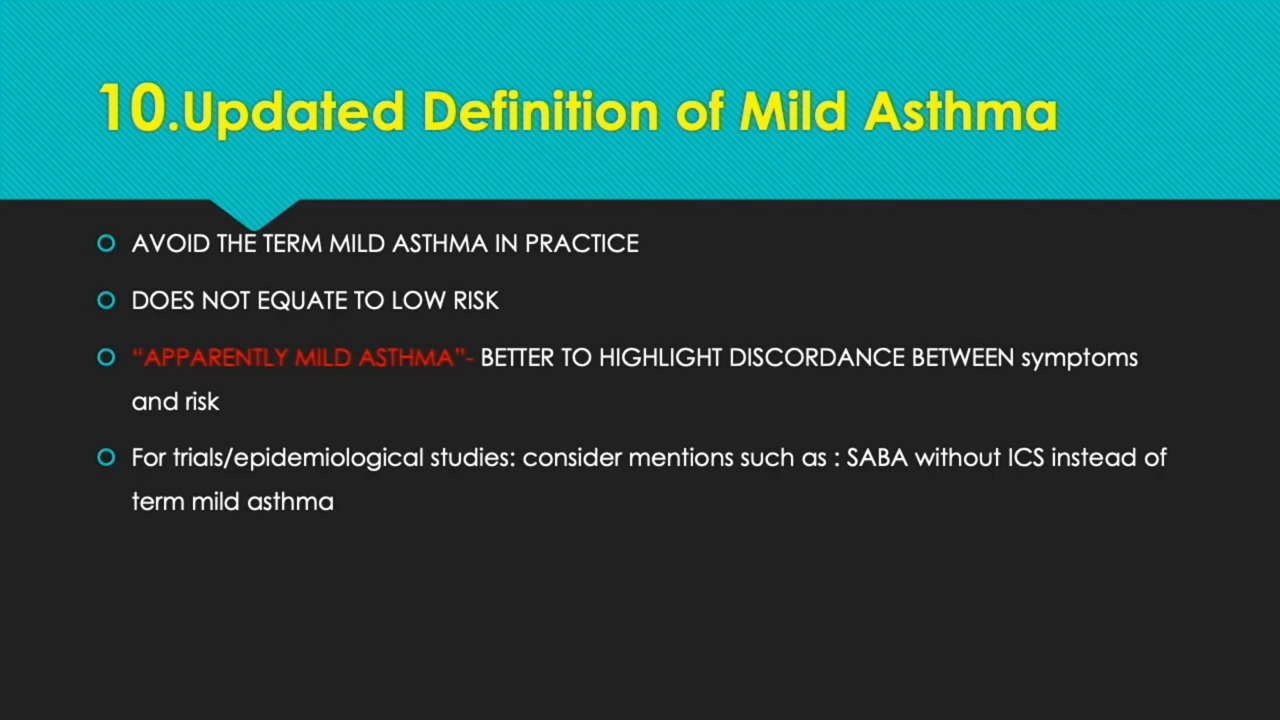 10.Updated Definition of Mild Asthma
AVOID THE TERM MILD ASTHMA IN PRACTICE
DOES NOT EQUATE TO LOW RISK
“APPARENTLY MILD ASTHMA”- BETTER TO HIGHLIGHT DISCORDANCE BETWEEN symptoms
and risk
For trials/epidemiological studies: consider mentions such as : SABA without ICS instead of
term mild asthma